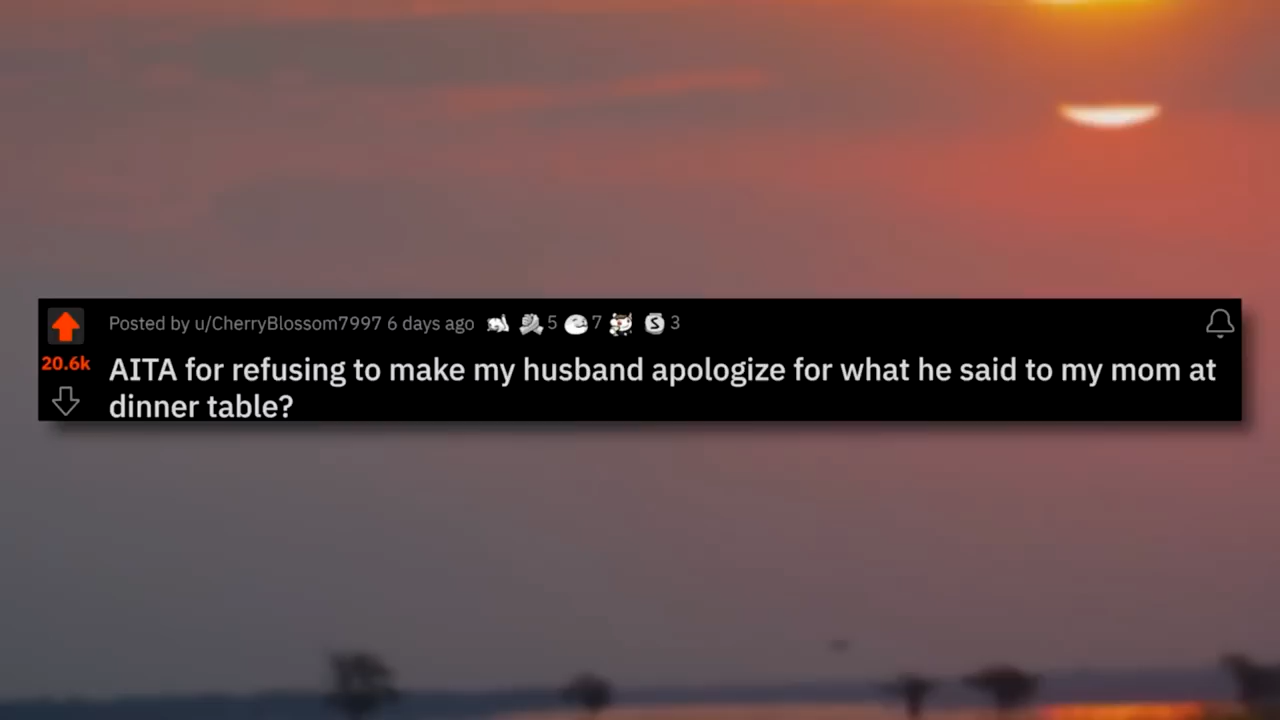 Posted by u/CherryBlossom7997 6 days ago 5 7 S 3
20.6k
AITA for refusing to make my husband apologize for what he said to my mom at
dinner table?